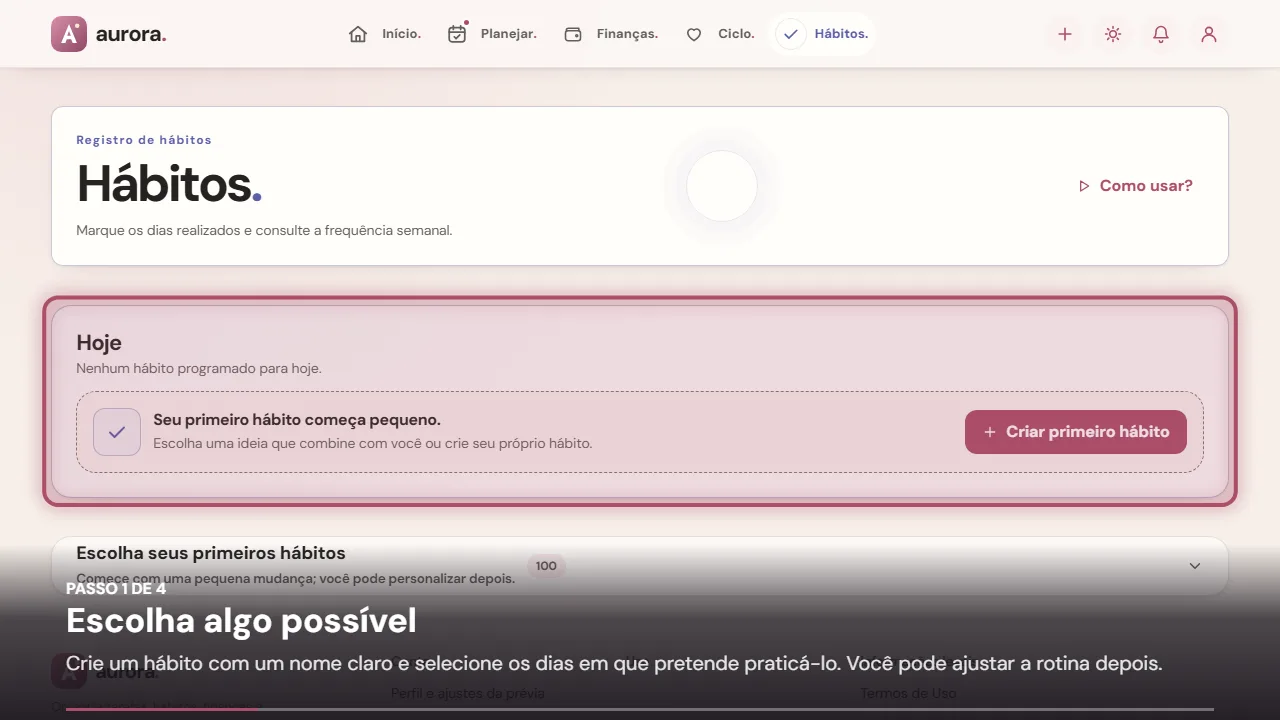 aurora.
Início.
Planejar.
Finanças.
Ciclo.
Hábitos.
Registro de hábitos
Hábitos.
Marque os dias realizados e consulte a frequência semanal.
Como usar?
Hoje
Nenhum hábito programado para hoje.
Seu primeiro hábito começa pequeno.
Escolha uma ideia que combine com você ou crie seu próprio hábito.
Criar primeiro hábito
Escolha seus primeiros hábitos
Comece com uma pequena mudança; você pode personalizar depois.
100
PASSO 1 DE 4
Escolha algo possível
Crie um hábito com um nome claro e selecione os dias em que pretende praticá-lo. Você pode ajustar a rotina depois.
aurora.
Perfil e ajustes da prévia
Termos de Uso